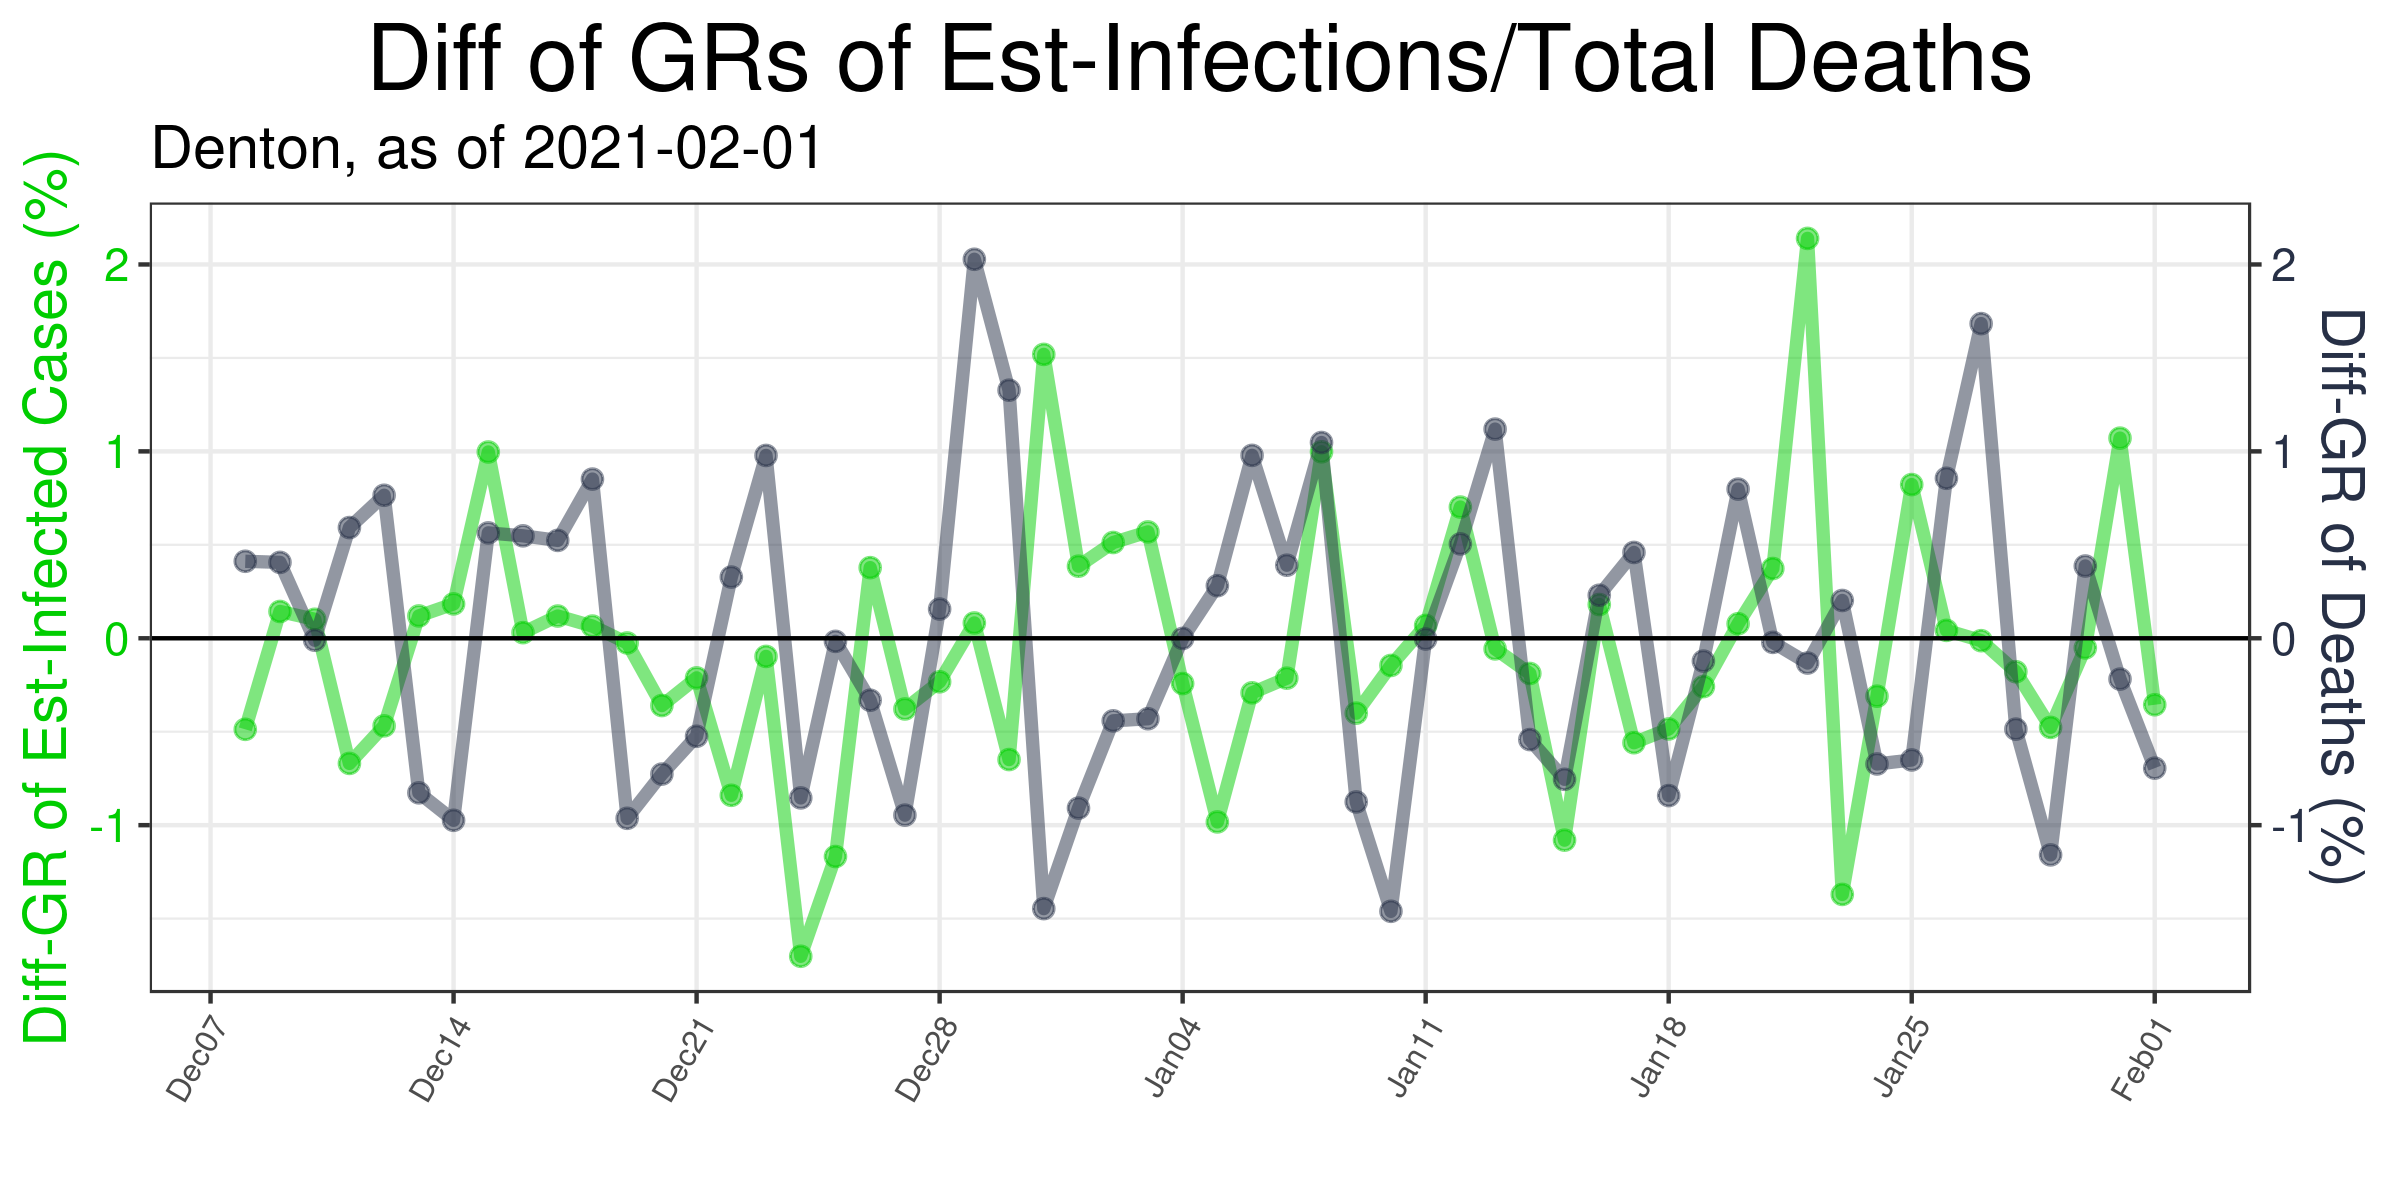 Diff of GRs of Est-Infections/Total Deaths
Denton, as of 2021-02-01
Diff-GR of Est-Infected Cases (%)
2
1
0
-1
2
1
0
-1
Diff-GR of Deaths (%)
Dec07
Dec14
Dec21
Dec28
Jan04
Jan11
Jan18
Jan25
Feb01